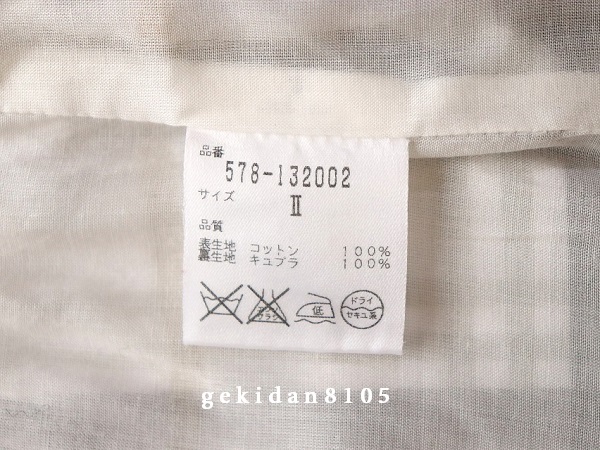 品番
578-132002
サイズ
Ⅱ
品質
表生地 コットン 100%
裏生地 キュプラ 100%
低
ドライ
セキユ系
gekidan8105